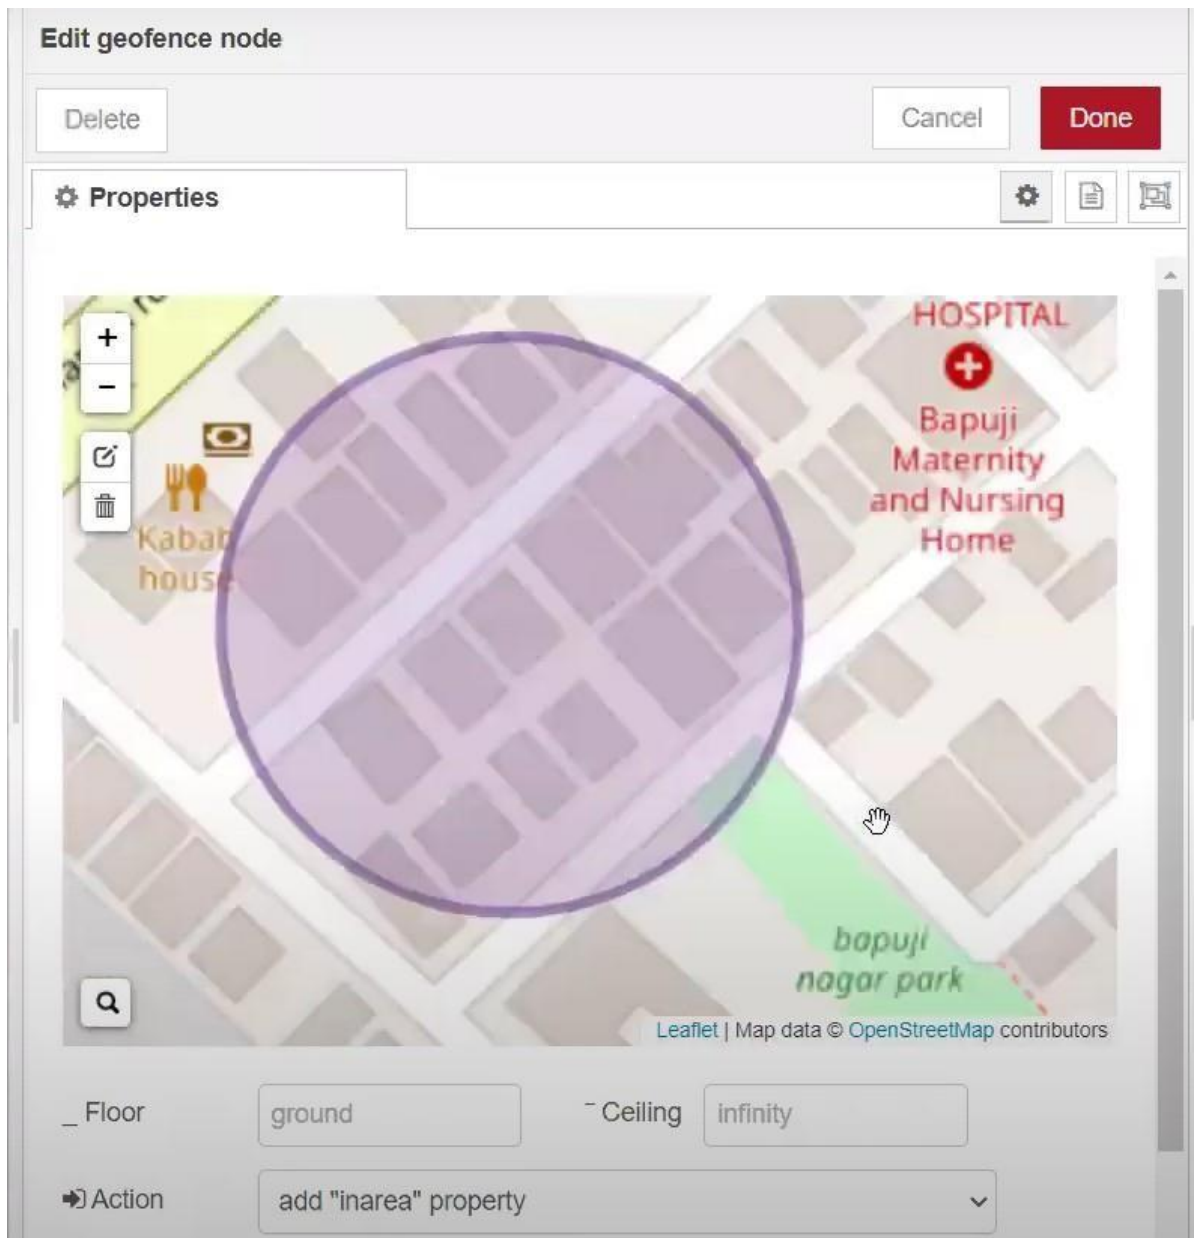 Edit geofence node
Delete
Cancel
Done
Properties
+
−
HOSPITAL
Bapuji
Maternity
and Nursing
Home
Kabab
house
bapuji
nagar park
Leaflet | Map data © OpenStreetMap contributors
_ Floor
ground
Ceiling
infinity
Action
add "inarea" property